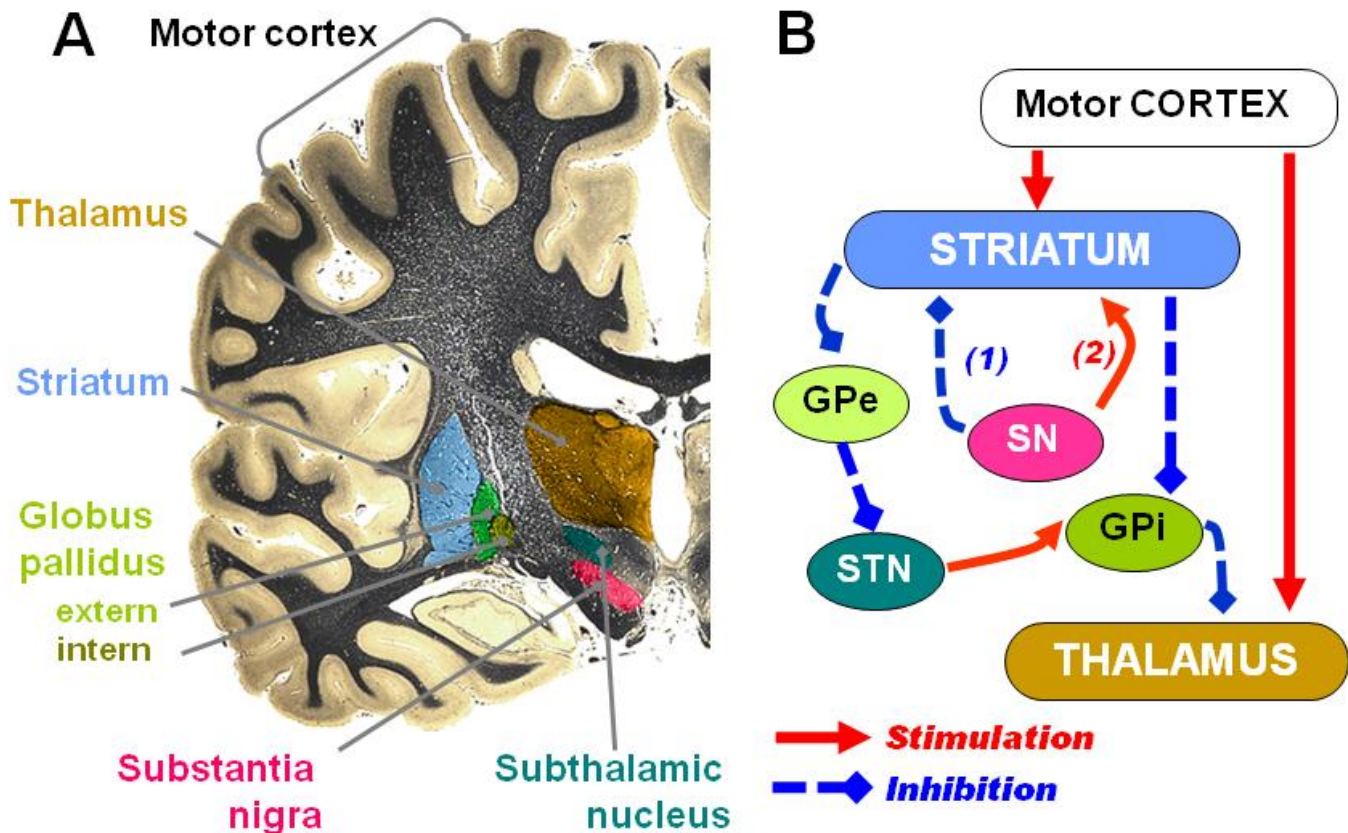 A
Motor cortex
Thalamus
Striatum
Globus
pallidus
extern
intern
Substantia
nigra
Subthalamic
nucleus
B
Motor CORTEX
STRIATUM
(1)
(2)
GPe
SN
GPi
STN
THALAMUS
Stimulation
Inhibition